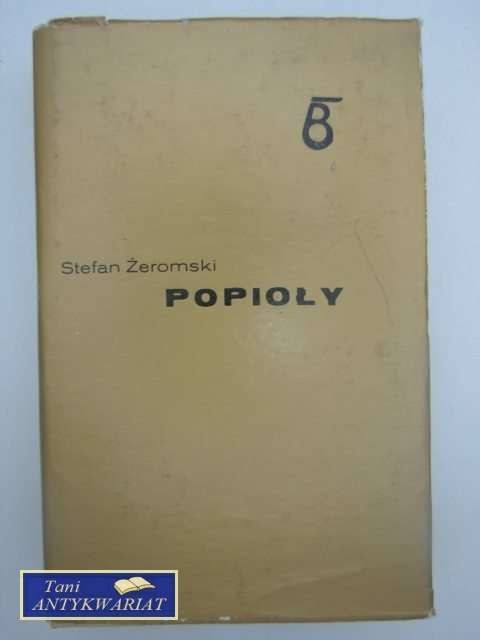 Stefan Żeromski
POPIOŁY
Tani
ANTYKWARIAT